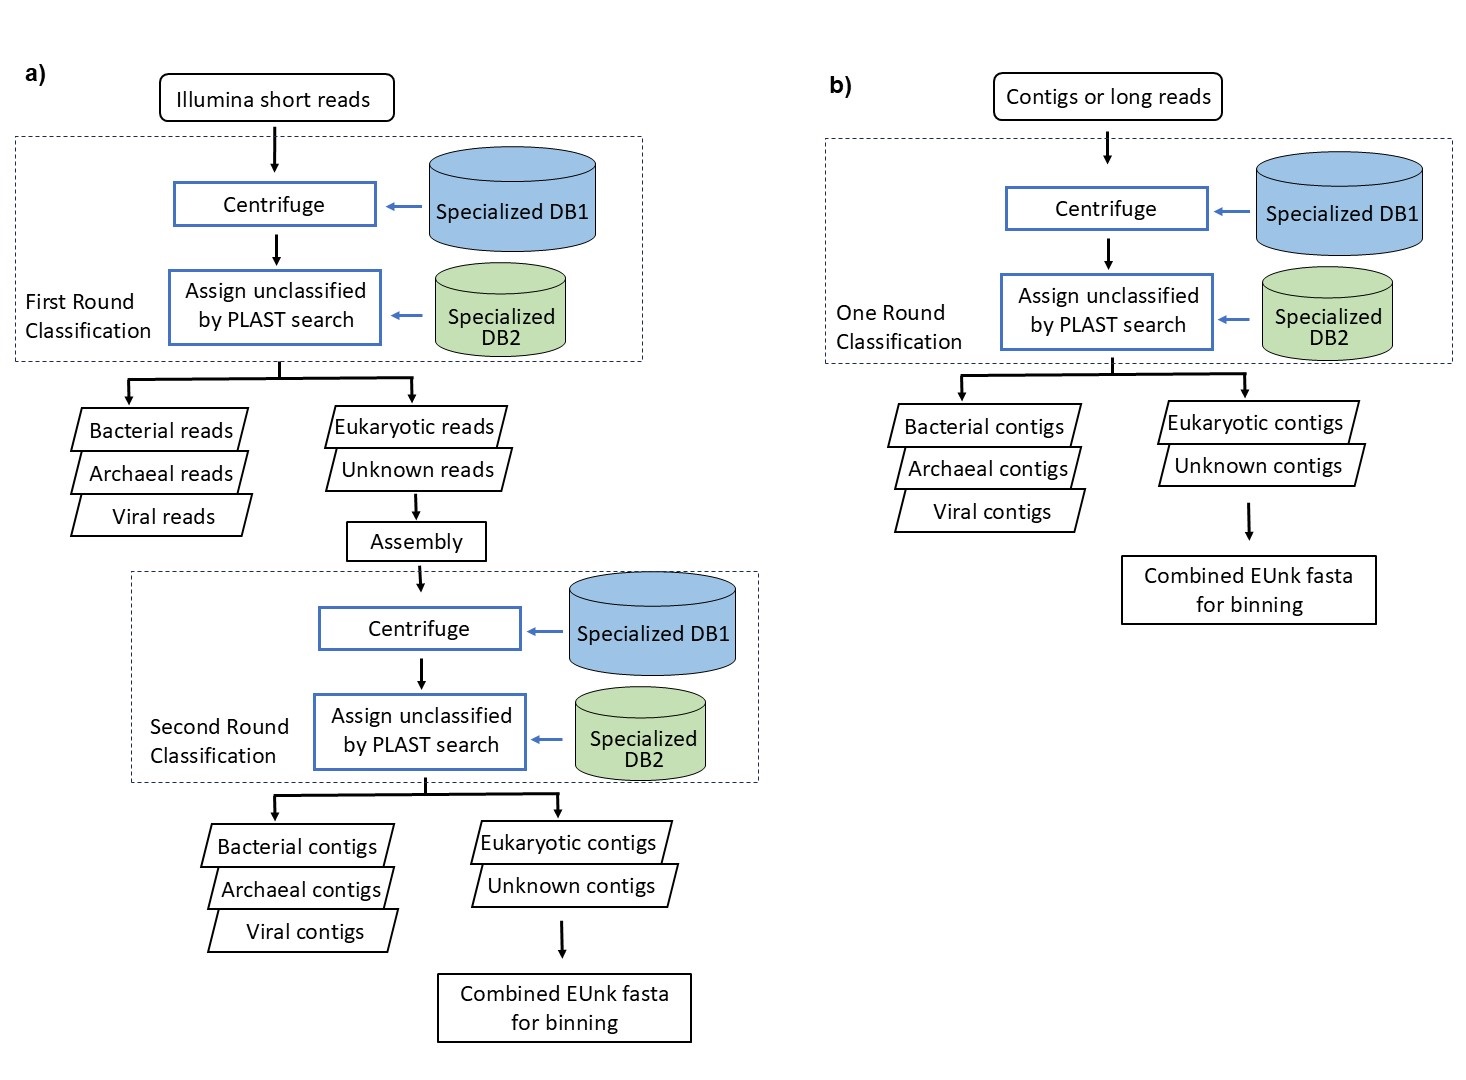 a)
Illumina short reads
Centrifuge
Specialized DB1
First Round
Classification
Assign unclassified
by PLAST search
Specialized
DB2
Bacterial reads
Archaeal reads
Viral reads
Eukaryotic reads
Unknown reads
Assembly
Centrifuge
Specialized DB1
Second Round
Classification
Assign unclassified
by PLAST search
Specialized
DB2
Bacterial contigs
Archaeal contigs
Viral contigs
Eukaryotic contigs
Unknown contigs
Combined EUnk fasta
for binning
b)
Contigs or long reads
Centrifuge
Specialized DB1
One Round
Classification
Assign unclassified
by PLAST search
Specialized
DB2
Bacterial contigs
Archaeal contigs
Viral contigs
Eukaryotic contigs
Unknown contigs
Combined EUnk fasta
for binning